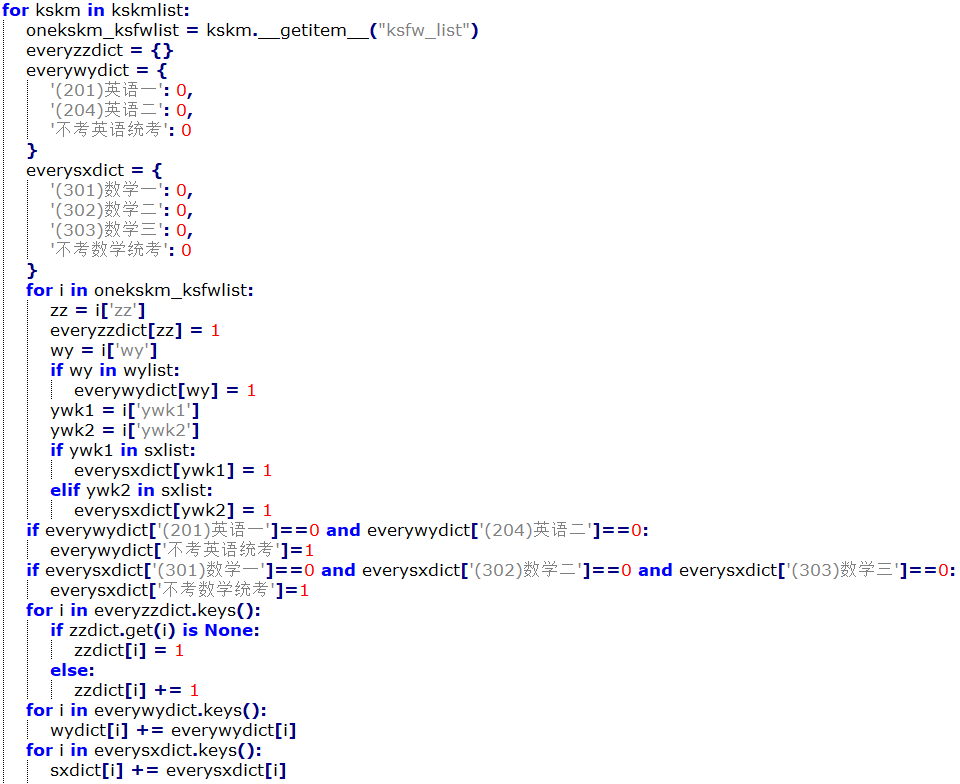 for kskm in kskmlist:
    onekskm_ksfwlist = kskm.__getitem__("ksfw_list")
    everyzzdict = {}
    everywydict = {
        '(201)英语一': 0,
        '(204)英语二': 0,
        '不考英语统考': 0
    }
    everysxdict = {
        '(301)数学一': 0,
        '(302)数学二': 0,
        '(303)数学三': 0,
        '不考数学统考': 0
    }
    for i in onekskm_ksfwlist:
        zz = i['zz']
        everyzzdict[zz] = 1
        wy = i['wy']
        if wy in wylist:
            everywydict[wy] = 1
        ywk1 = i['ywk1']
        ywk2 = i['ywk2']
        if ywk1 in sxlist:
            everysxdict[ywk1] = 1
        elif ywk2 in sxlist:
            everysxdict[ywk2] = 1
    if everywydict['(201)英语一']==0 and everywydict['(204)英语二']==0:
        everywydict['不考英语统考']=1
    if everysxdict['(301)数学一']==0 and everysxdict['(302)数学二']==0 and everysxdict['(303)数学三']==0:
        everysxdict['不考数学统考']=1
    for i in everyzzdict.keys():
        if zzdict.get(i) is None:
            zzdict[i] = 1
        else:
            zzdict[i] += 1
    for i in everywydict.keys():
        wydict[i] += everywydict[i]
    for i in everysxdict.keys():
        sxdict[i] += everysxdict[i]